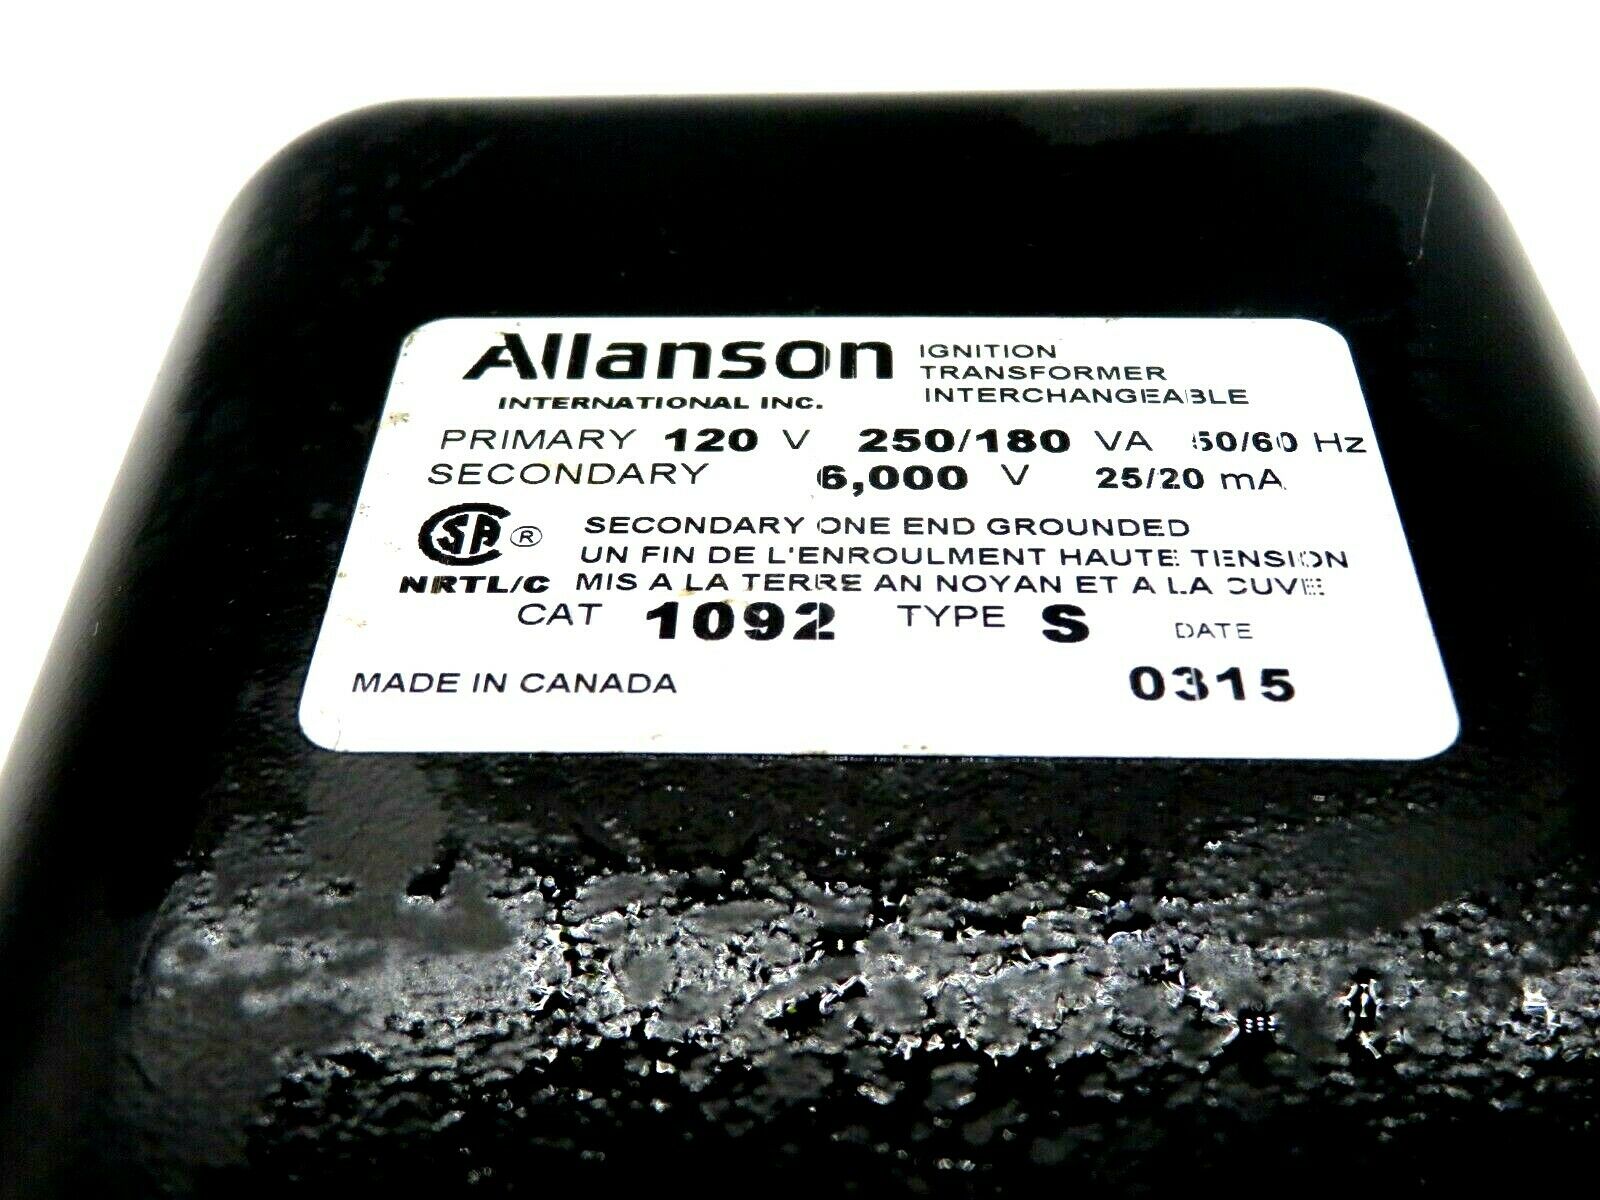 Allanson
INTERNATIONAL INC.
IGNITION
TRANSFORMER
INTERCHANGEABLE
PRIMARY 120 V 250/180 VA 50/60 Hz
SECONDARY 6,000 V 25/20 mA
CSA ® SECONDARY ONE END GROUNDED
UN FIN DE L'ENROULMENT HAUTE TIENSION
NRTL/C MIS A LA TERRE AN NOYAN ET A LA CUVE
CAT 1092 TYPE S DATE
MADE IN CANADA 0315